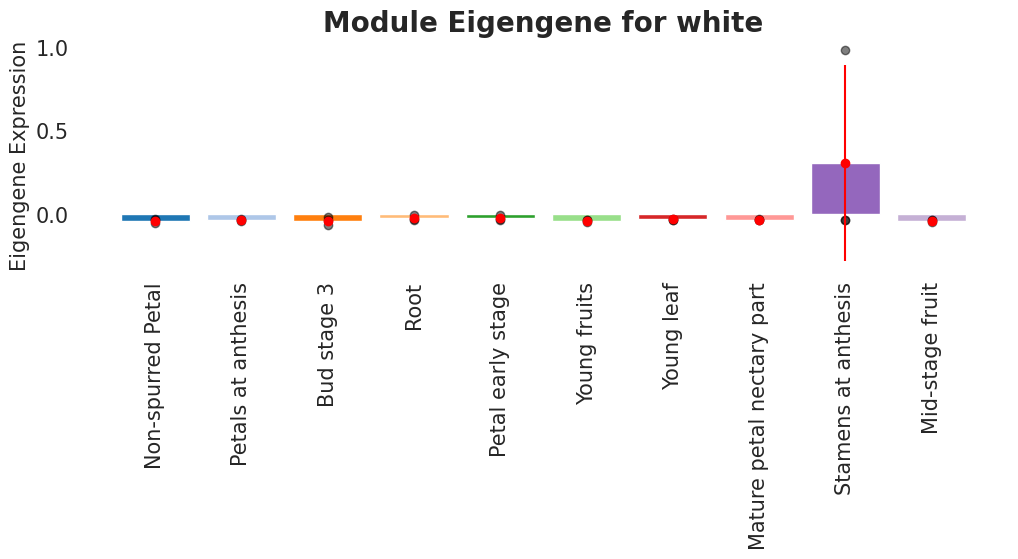 Module Eigengene for white
Eigengene Expression
1.0
0.5
0.0
Non-spurred Petal
Petals at anthesis
Bud stage 3
Root
Petal early stage
Young fruits
Young leaf
Mature petal nectary part
Stamens at anthesis
Mid-stage fruit